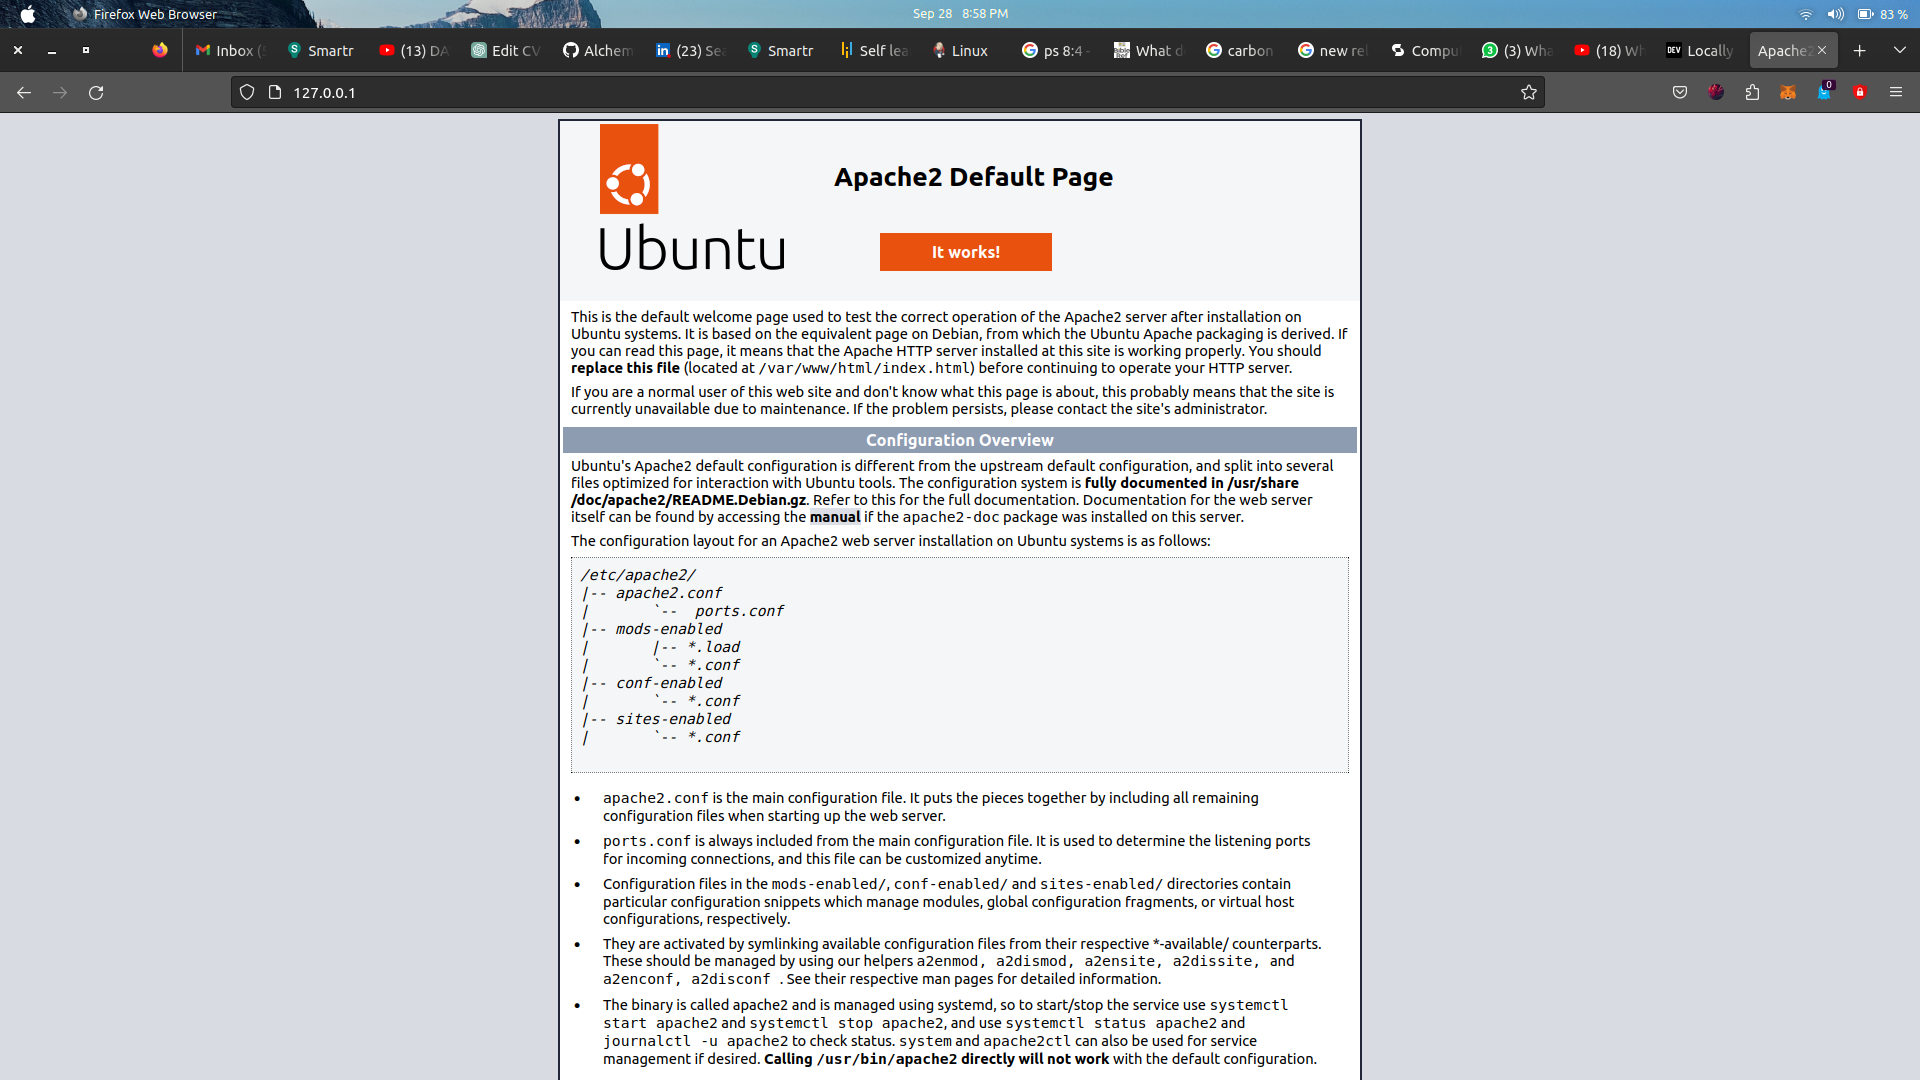 Firefox Web Browser
Sep 28 8:58 PM
83 %
Inbox (
Smartr
(13) DA
Edit CV
Alchem
(23) Se
Smartr
Self lea
Linux
ps 8:4 -
What d
carbon
new rel
Compu
3
(3) Wha
(18) Wh
DEV
Locally
Apache2
127.0.0.1
0
Apache2 Default Page
Ubuntu
It works!
This is the default welcome page used to test the correct operation of the Apache2 server after installation on
Ubuntu systems. It is based on the equivalent page on Debian, from which the Ubuntu Apache packaging is derived. If
you can read this page, it means that the Apache HTTP server installed at this site is working properly. You should
replace this file (located at /var/www/html/index.html) before continuing to operate your HTTP server.
If you are a normal user of this web site and don't know what this page is about, this probably means that the site is
currently unavailable due to maintenance. If the problem persists, please contact the site's administrator.
Configuration Overview
Ubuntu's Apache2 default configuration is different from the upstream default configuration, and split into several
files optimized for interaction with Ubuntu tools. The configuration system is fully documented in /usr/share
/doc/apache2/README.Debian.gz. Refer to this for the full documentation. Documentation for the web server
itself can be found by accessing the manual if the apache2-doc package was installed on this server.
The configuration layout for an Apache2 web server installation on Ubuntu systems is as follows:
/etc/apache2/
|-- apache2.conf
|       `--  ports.conf
|-- mods-enabled
|       |-- *.load
|       `-- *.conf
|-- conf-enabled
|       `-- *.conf
|-- sites-enabled
|       `-- *.conf
• apache2.conf is the main configuration file. It puts the pieces together by including all remaining
configuration files when starting up the web server.
• ports.conf is always included from the main configuration file. It is used to determine the listening ports
for incoming connections, and this file can be customized anytime.
• Configuration files in the mods-enabled/, conf-enabled/ and sites-enabled/ directories contain
particular configuration snippets which manage modules, global configuration fragments, or virtual host
configurations, respectively.
• They are activated by symlinking available configuration files from their respective *-available/ counterparts.
These should be managed by using our helpers a2enmod, a2dismod, a2ensite, a2dissite, and
a2enconf, a2disconf . See their respective man pages for detailed information.
• The binary is called apache2 and is managed using systemd, so to start/stop the service use systemctl
start apache2 and systemctl stop apache2, and use systemctl status apache2 and
journalctl -u apache2 to check status. system and apache2ctl can also be used for service
management if desired. Calling /usr/bin/apache2 directly will not work with the default configuration.